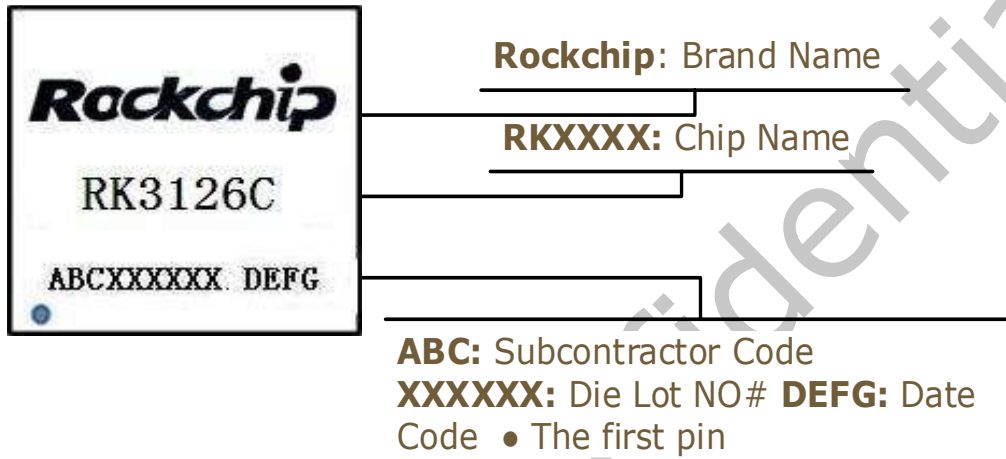 Rockchip
RK3126C
ABCXXXXXX DEFG
Rockchip: Brand Name
RKXXXX: Chip Name
ABC: Subcontractor Code
XXXXXX: Die Lot NO# DEFG: Date
Code ● The first pin
fidenti